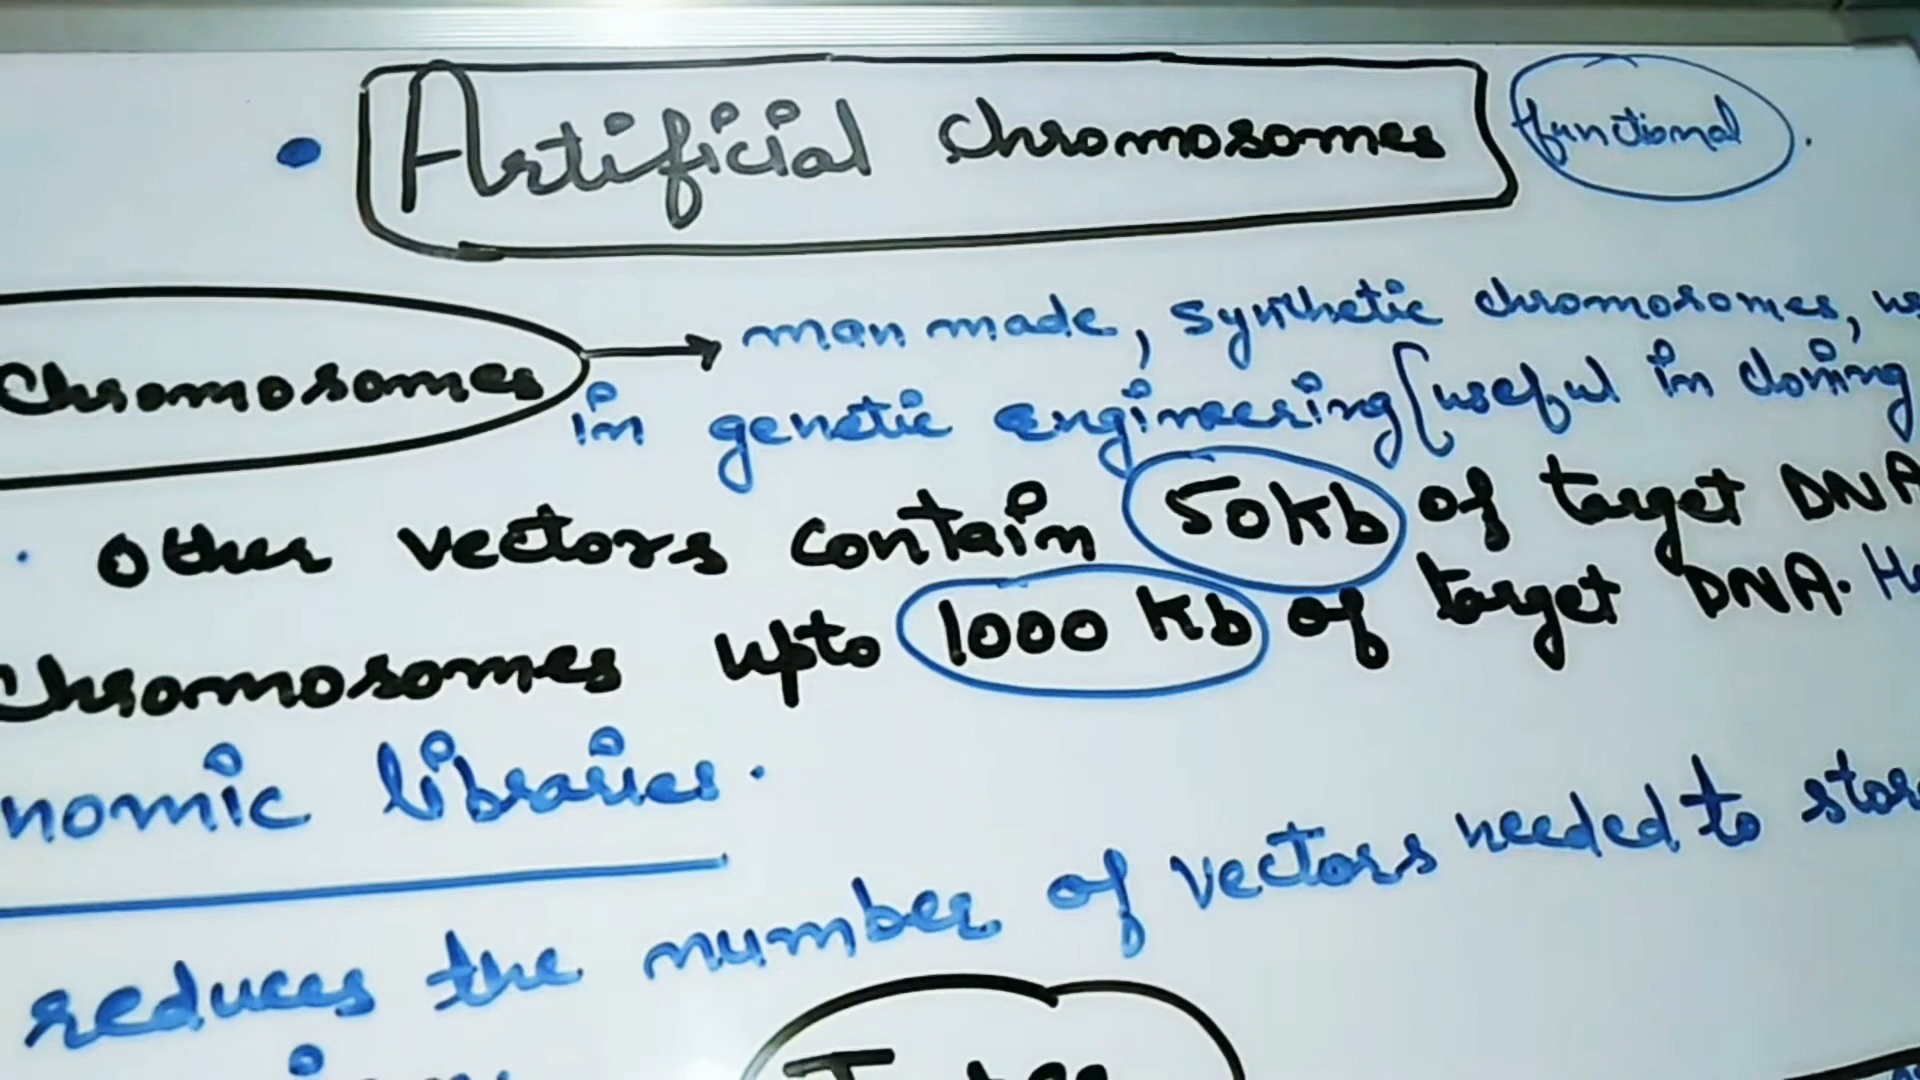 Artificial chromosomes functional
chromosomes → man made, synthetic chromosomes,
in genetic engineering [useful in cloning
Other vectors contain 50kb of target DNA
chromosomes upto 1000 Kb of target DNA.
nomic libraries.
reduces the number of vectors needed to